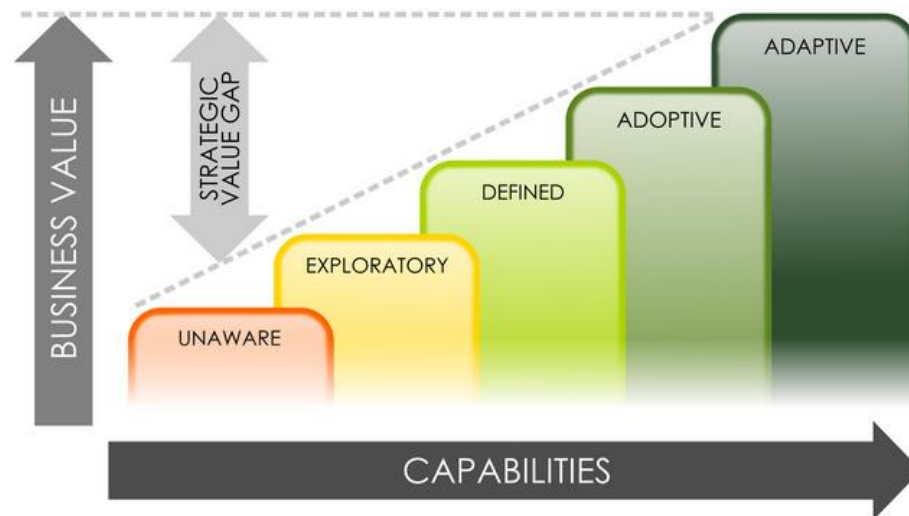 ADAPTIVE
ADOPTIVE
DEFINED
EXPLORATORY
UNAWARE
BUSINESS VALUE
STRATEGIC
VALUE GAP
CAPABILITIES